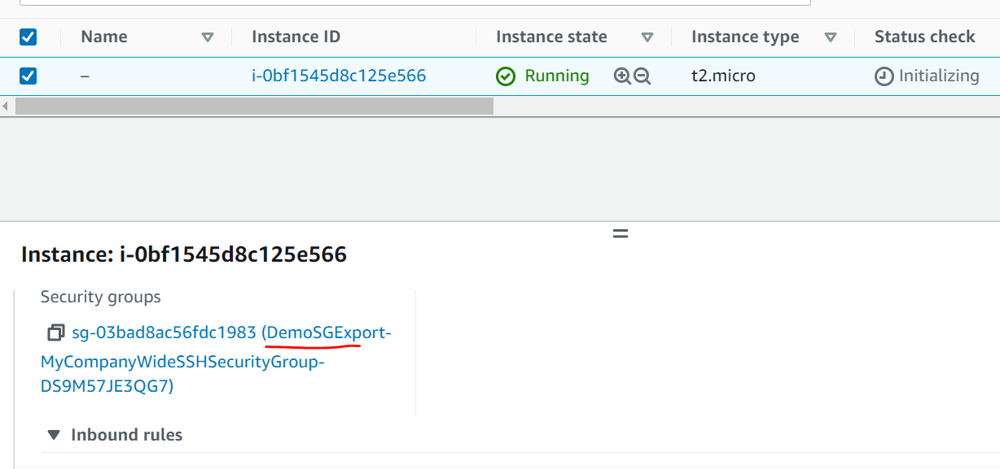 Name Instance ID Instance state Instance type Status check
– i-0bf1545d8c125e566 Running t2.micro Initializing
Instance: i-0bf1545d8c125e566
Security groups
sg-03bad8ac56fdc1983 (DemoSGExport-
MyCompanyWideSSHSecurityGroup-
DS9M57JE3QG7)
Inbound rules